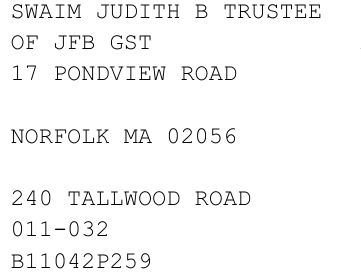 SWAIM JUDITH B TRUSTEE
OF JFB GST
17 PONDVIEW ROAD
NORFOLK MA 02056
240 TALLWOOD ROAD
011-032
B11042P259